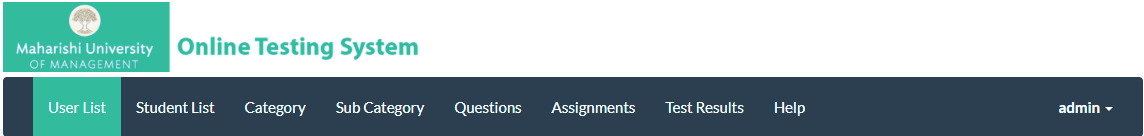 Maharishi University
OF MANAGEMENT
Online Testing System
User List Student List Category Sub Category Questions Assignments Test Results Help admin